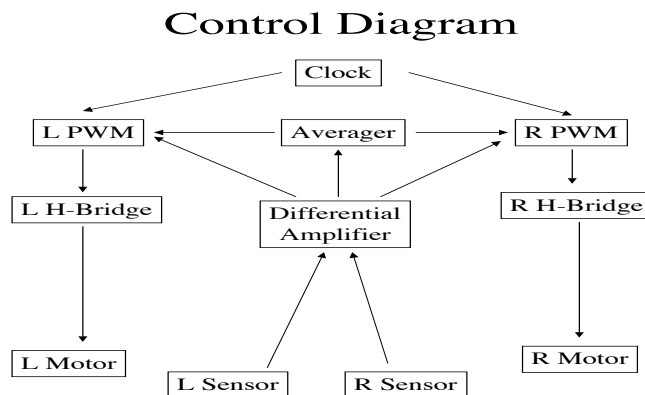 Control Diagram
Clock
L PWM
Averager
R PWM
L H-Bridge
Differential
Amplifier
R H-Bridge
L Motor
R Motor
L Sensor
R Sensor